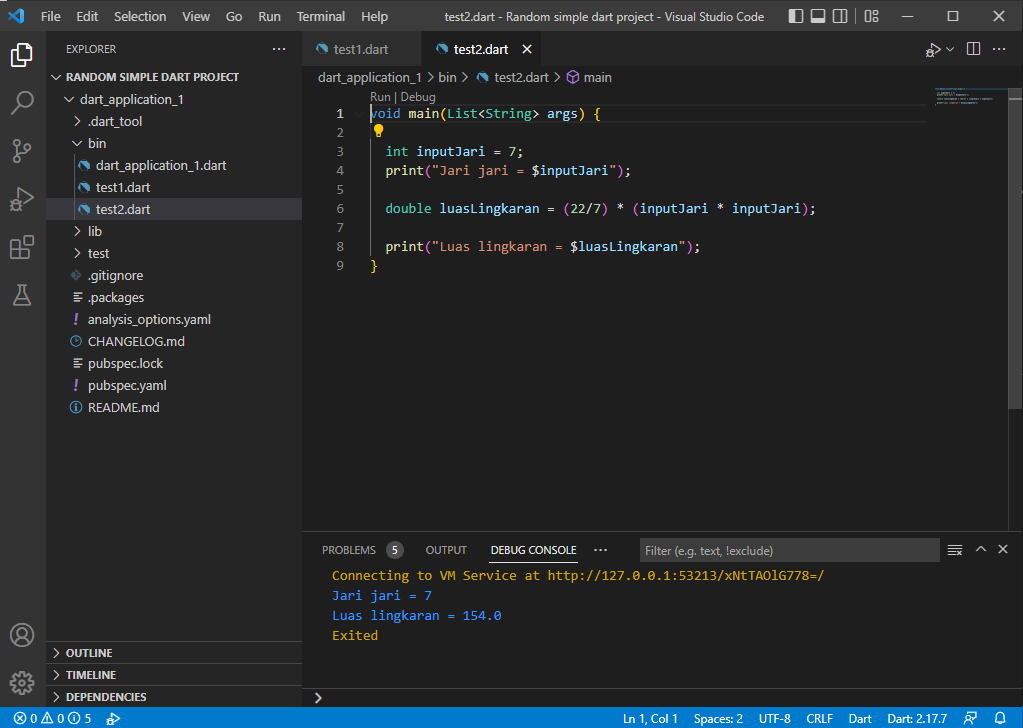 File Edit Selection View Go Run Terminal Help test2.dart - Random simple dart project - Visual Studio Code
EXPLORER
RANDOM SIMPLE DART PROJECT
dart_application_1
.dart_tool
bin
dart_application_1.dart
test1.dart
test2.dart
lib
test
.gitignore
.packages
! analysis_options.yaml
CHANGELOG.md
pubspec.lock
! pubspec.yaml
README.md
OUTLINE
TIMELINE
DEPENDENCIES
test1.dart test2.dart
dart_application_1 > bin > test2.dart > main
Run | Debug
1 void main(List<String> args) {
2
3 int inputJari = 7;
4 print("Jari jari = $inputJari");
5
6 double luasLingkaran = (22/7) * (inputJari * inputJari);
7
8 print("Luas lingkaran = $luasLingkaran");
9 }
PROBLEMS 5 OUTPUT DEBUG CONSOLE ··· Filter (e.g. text, !exclude)
Connecting to VM Service at http://127.0.0.1:53213/xNtTAOlG778=/
Jari jari = 7
Luas lingkaran = 154.0
Exited
>
0 0 5 Ln 1, Col 1 Spaces: 2 UTF-8 CRLF Dart Dart: 2.17.7